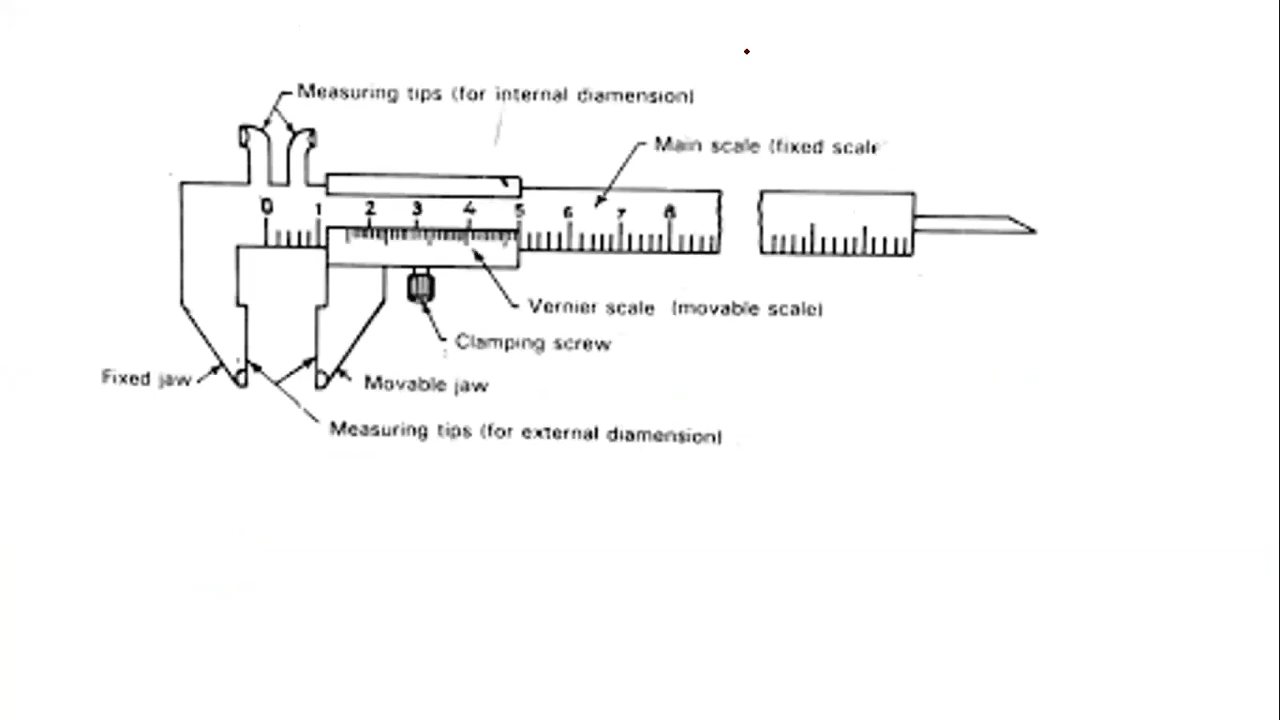 Measuring tips (for internal diamension)
Main scale (fixed scale
0 1 2 3 4 5 6 7 8
Vernier scale (movable scale)
Clamping screw
Fixed jaw
Movable jaw
Measuring tips (for external diamension)